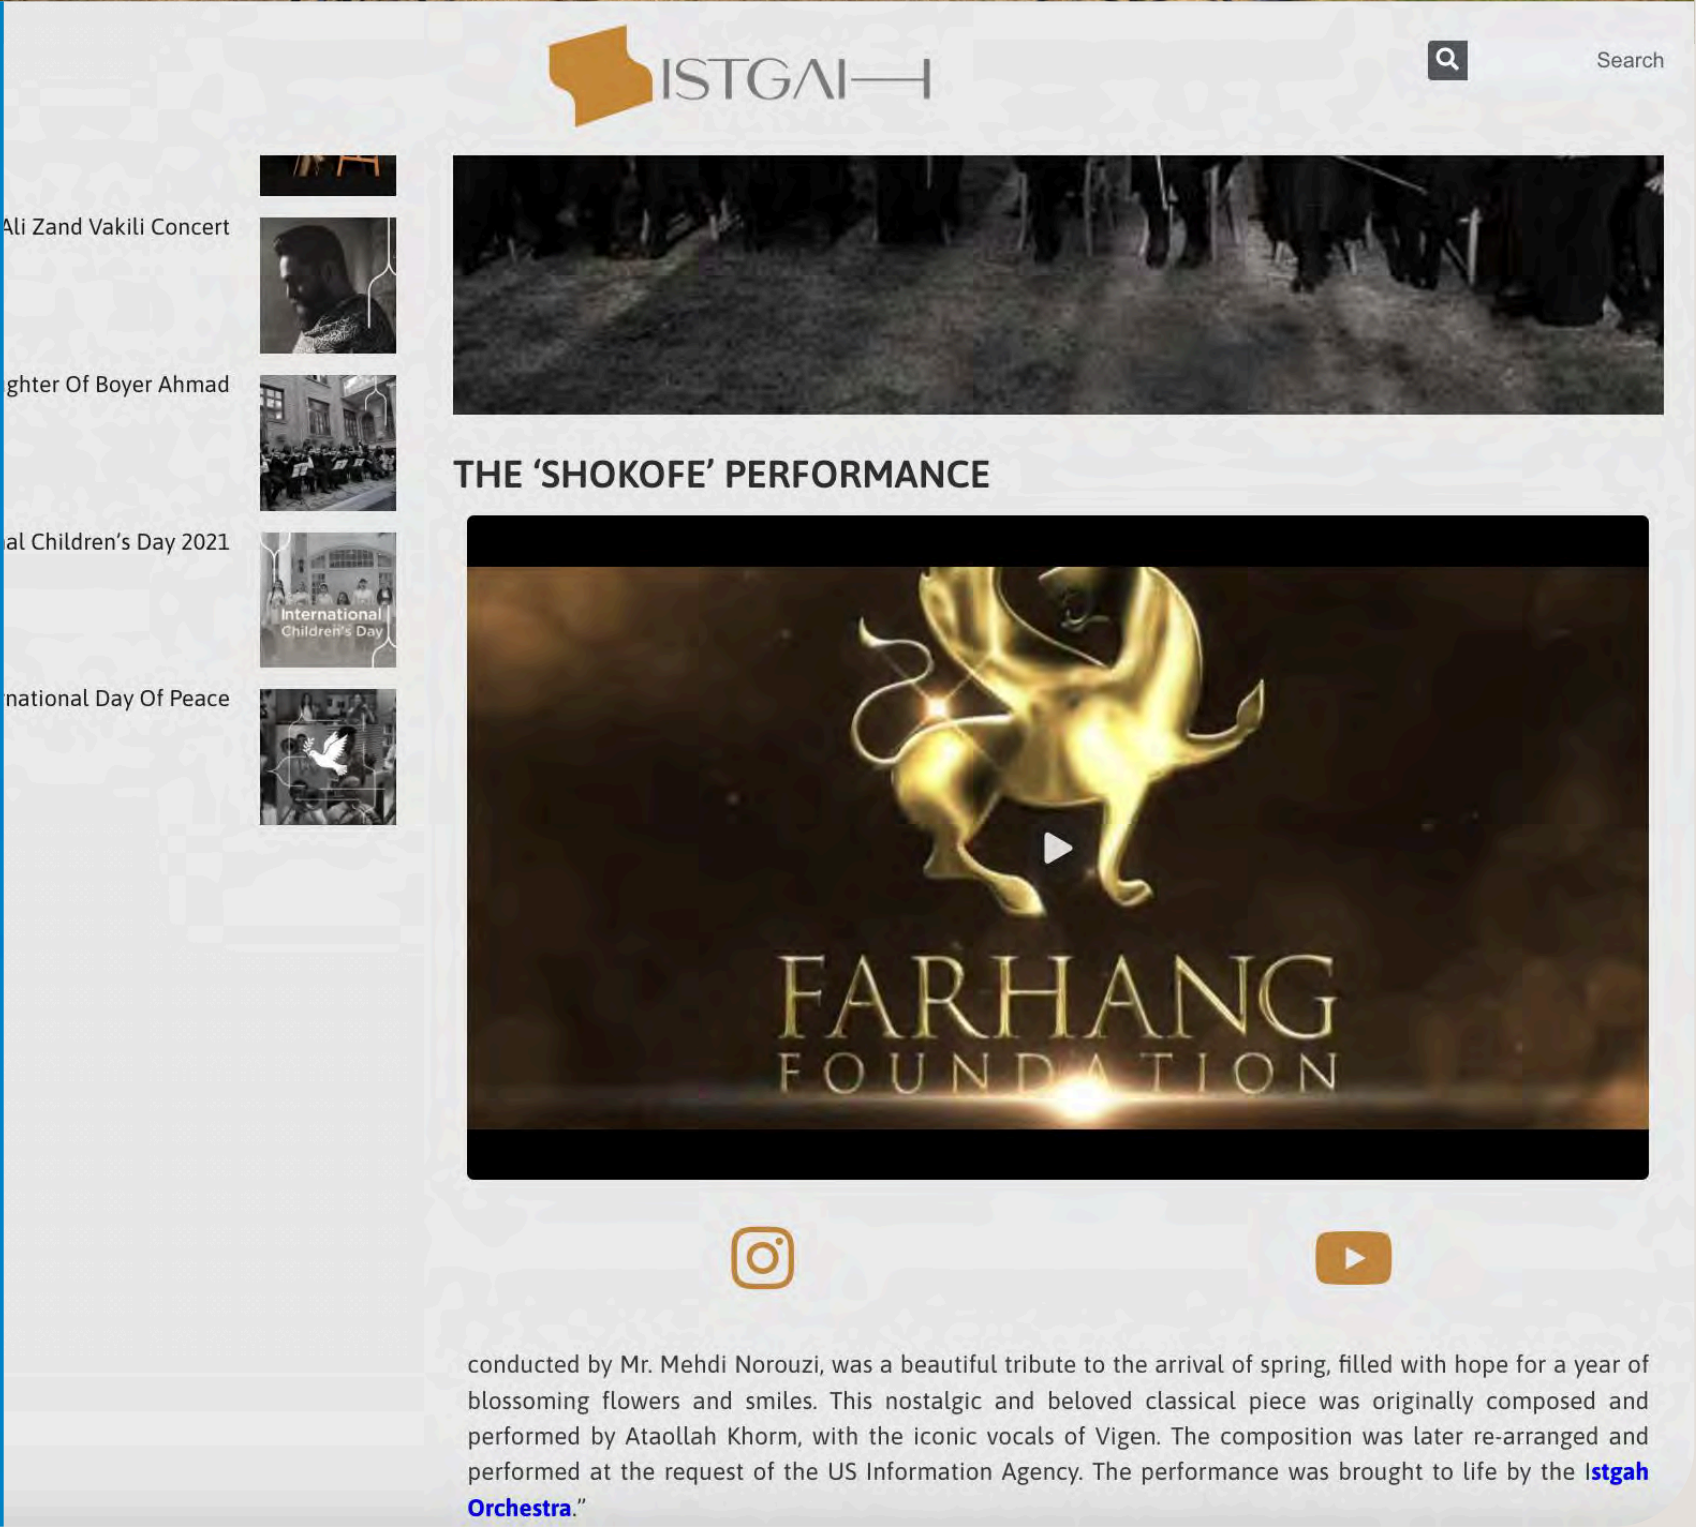 ISTGAH
Search
Ali Zand Vakili Concert
ghter Of Boyer Ahmad
al Children’s Day 2021
International
Children's Day
rnational Day Of Peace
THE ‘SHOKOFE’ PERFORMANCE
FARHANG
FOUNDATION
conducted by Mr. Mehdi Norouzi, was a beautiful tribute to the arrival of spring, filled with hope for a year of
blossoming flowers and smiles. This nostalgic and beloved classical piece was originally composed and
performed by Ataollah Khorm, with the iconic vocals of Vigen. The composition was later re-arranged and
performed at the request of the US Information Agency. The performance was brought to life by the Istgah
Orchestra.”